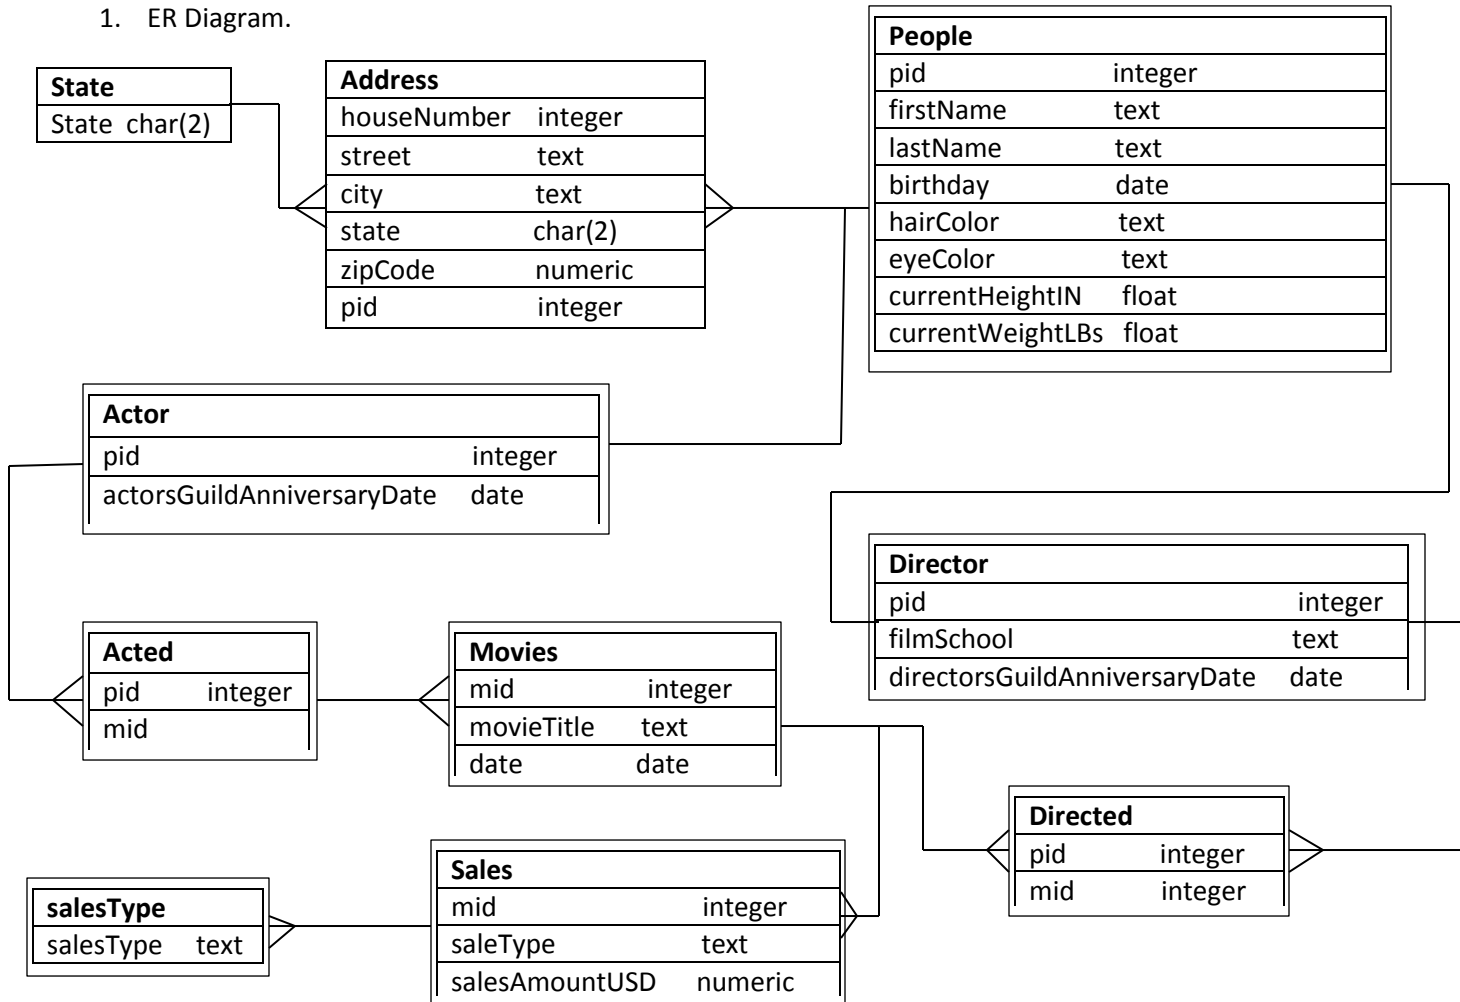 1. ER Diagram.
State
State char(2)
Address
houseNumber integer
street text
city text
state char(2)
zipCode numeric
pid integer
People
pid integer
firstName text
lastName text
birthday date
hairColor text
eyeColor text
currentHeightIN float
currentWeightLBs float
Actor
pid integer
actorsGuildAnniversaryDate date
Director
pid integer
filmSchool text
directorsGuildAnniversaryDate date
Acted
pid integer
mid
Movies
mid integer
movieTitle text
date date
Directed
pid integer
mid integer
salesType
salesType text
Sales
mid integer
saleType text
salesAmountUSD numeric